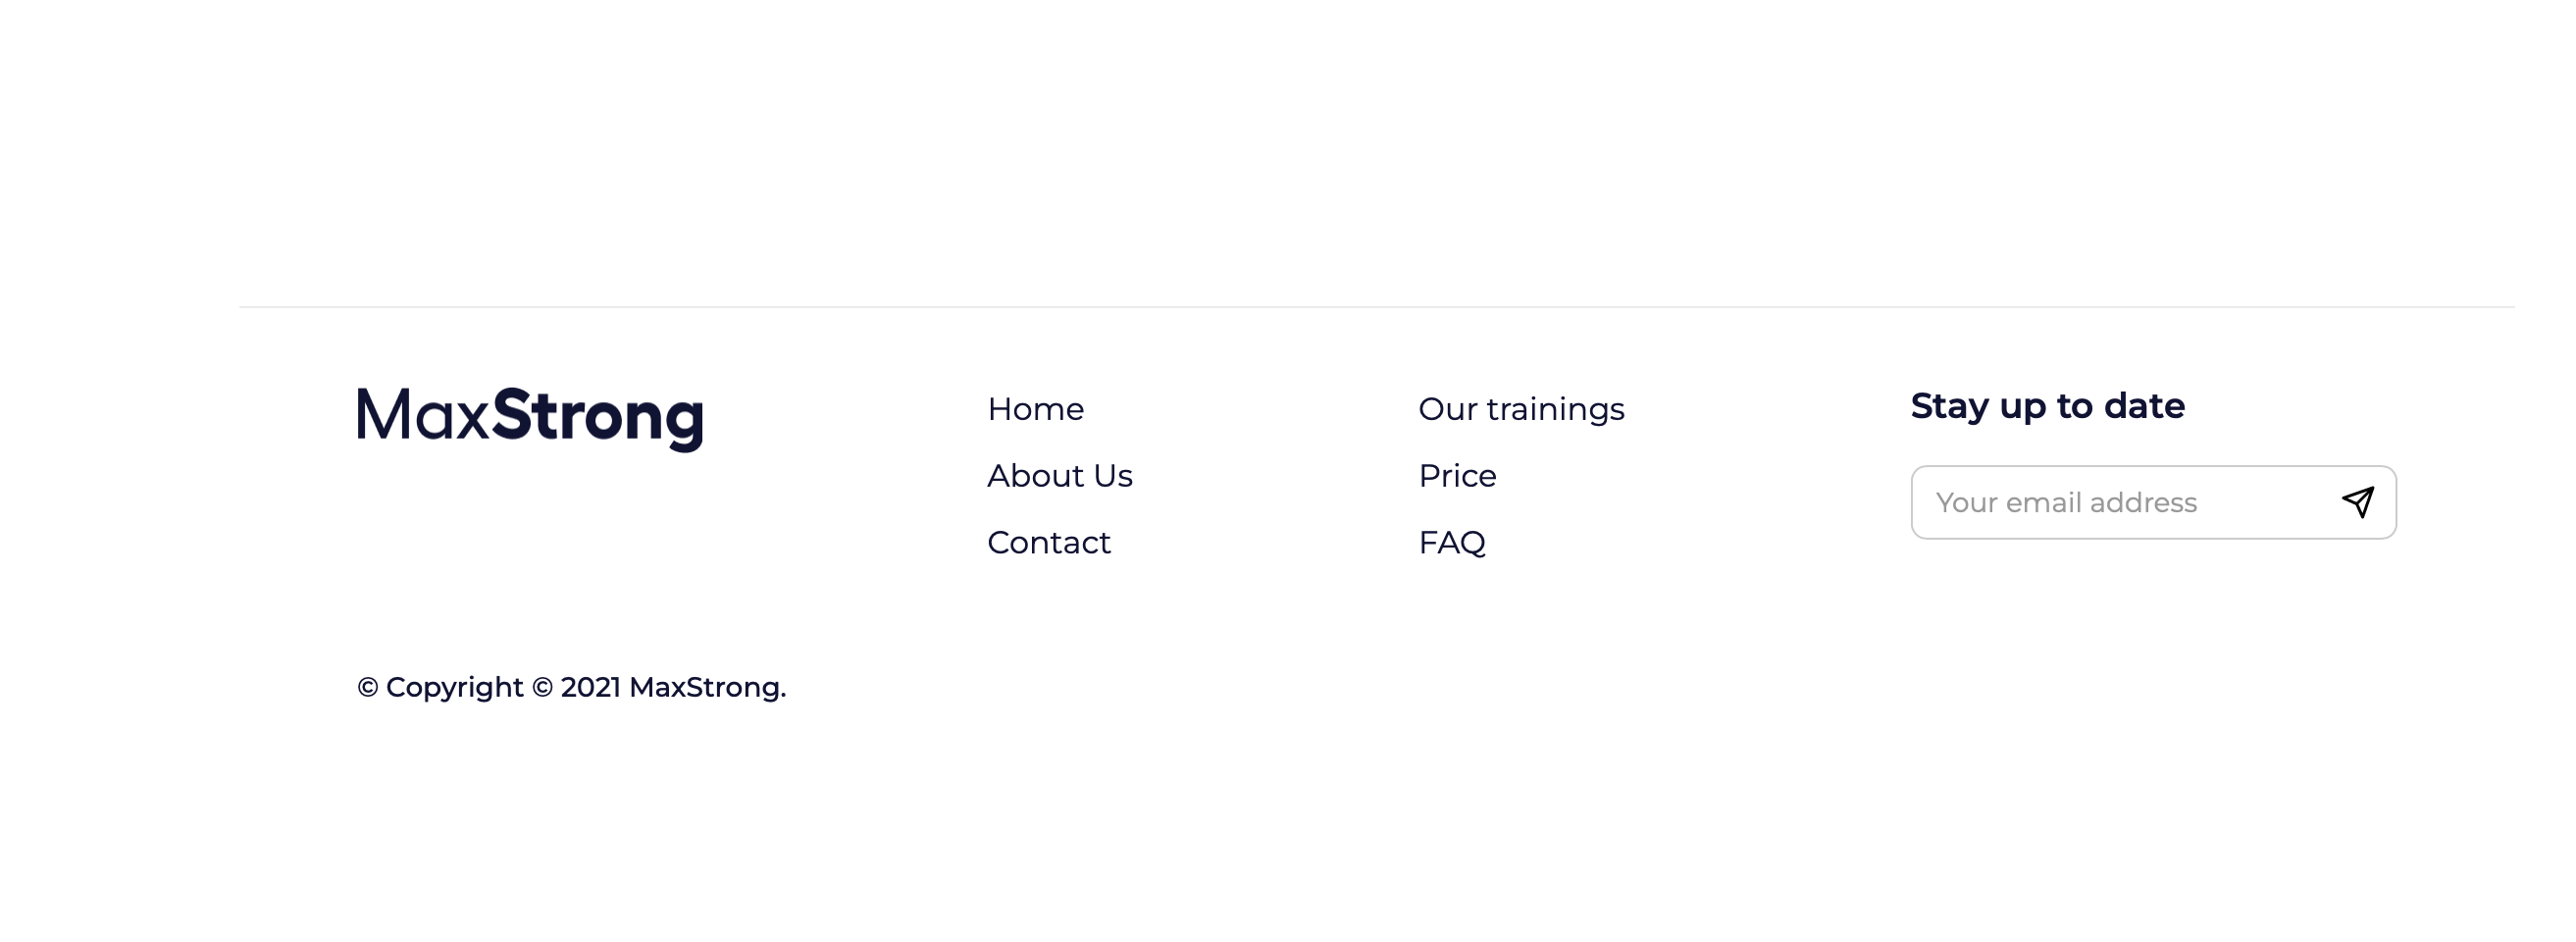 MaxStrong
Home
About Us
Contact
Our trainings
Price
FAQ
Stay up to date
Your email address
© Copyright © 2021 MaxStrong.